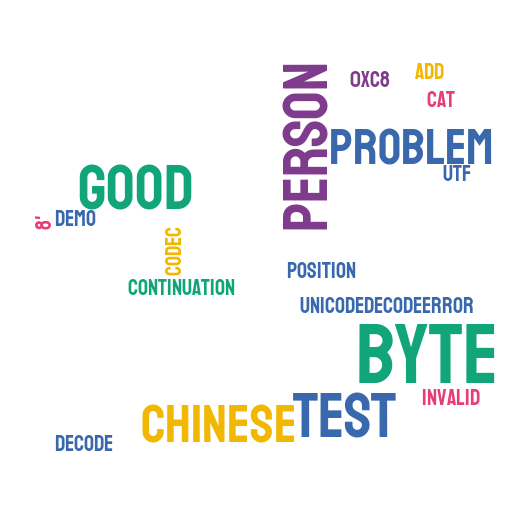 PERSON
OXC8
ADD
CAT
PROBLEM
UTF
GOOD
8'
DEMO
CODEC
CONTINUATION
POSITION
UNICODEDECODEERROR
BYTE
INVALID
TEST
CHINESE
DECODE